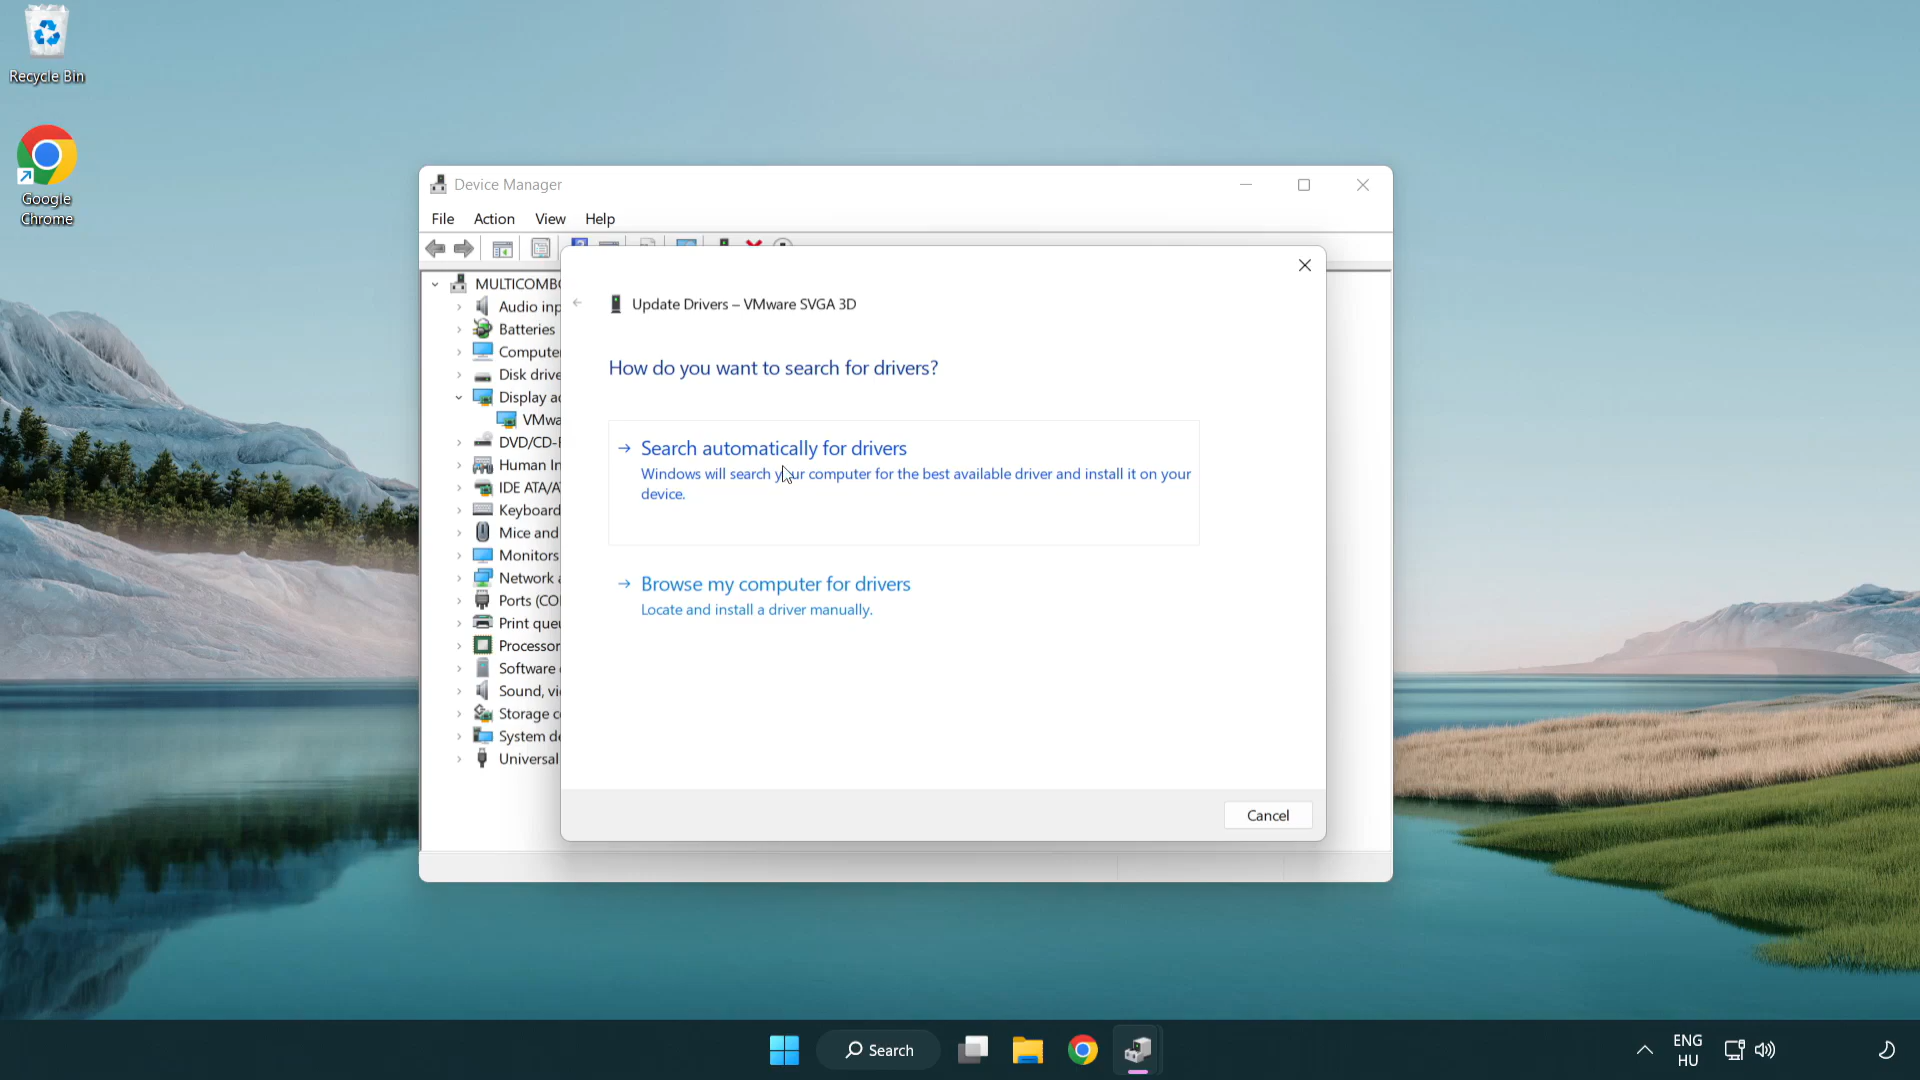 Recycle Bin
Google
Chrome
Device Manager
File Action View Help
MULTICOMBO
Audio inp
Batteries
Compute
Disk drive
Display a
VMwa
DVD/CD-
Human In
IDE ATA/A
Keyboard
Mice and
Monitors
Network
Ports (CO
Print que
Processor
Software
Sound, vi
Storage c
System de
Universal
Update Drivers – VMware SVGA 3D
How do you want to search for drivers?
Search automatically for drivers
Windows will search your computer for the best available driver and install it on your
device.
Browse my computer for drivers
Locate and install a driver manually.
Cancel
Search
ENG
HU